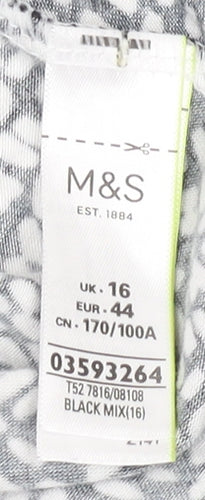 M&S
EST. 1884
UK • 16
EUR • 44
CN • 170/100A
03593264
T52 7816/08108
BLACK MIX(16)